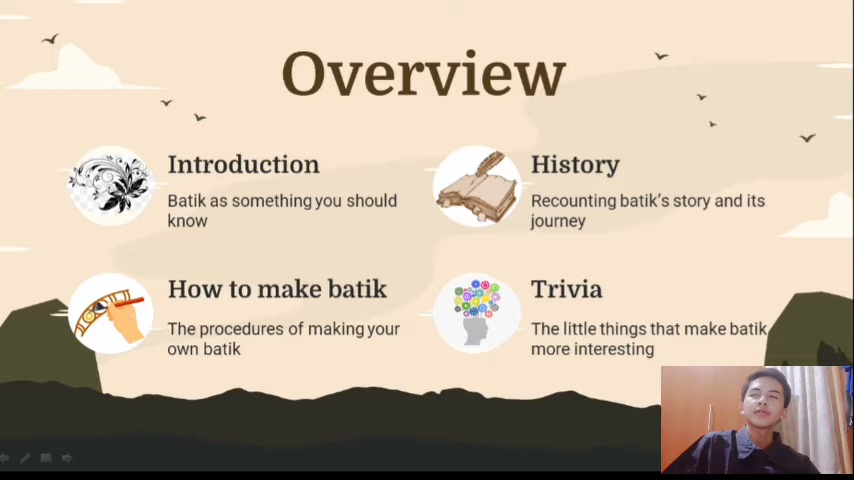 Overview
Introduction
Batik as something you should
know
History
Recounting batik's story and its
journey
How to make batik
The procedures of making your
own batik
Trivia
The little things that make batik
more interesting